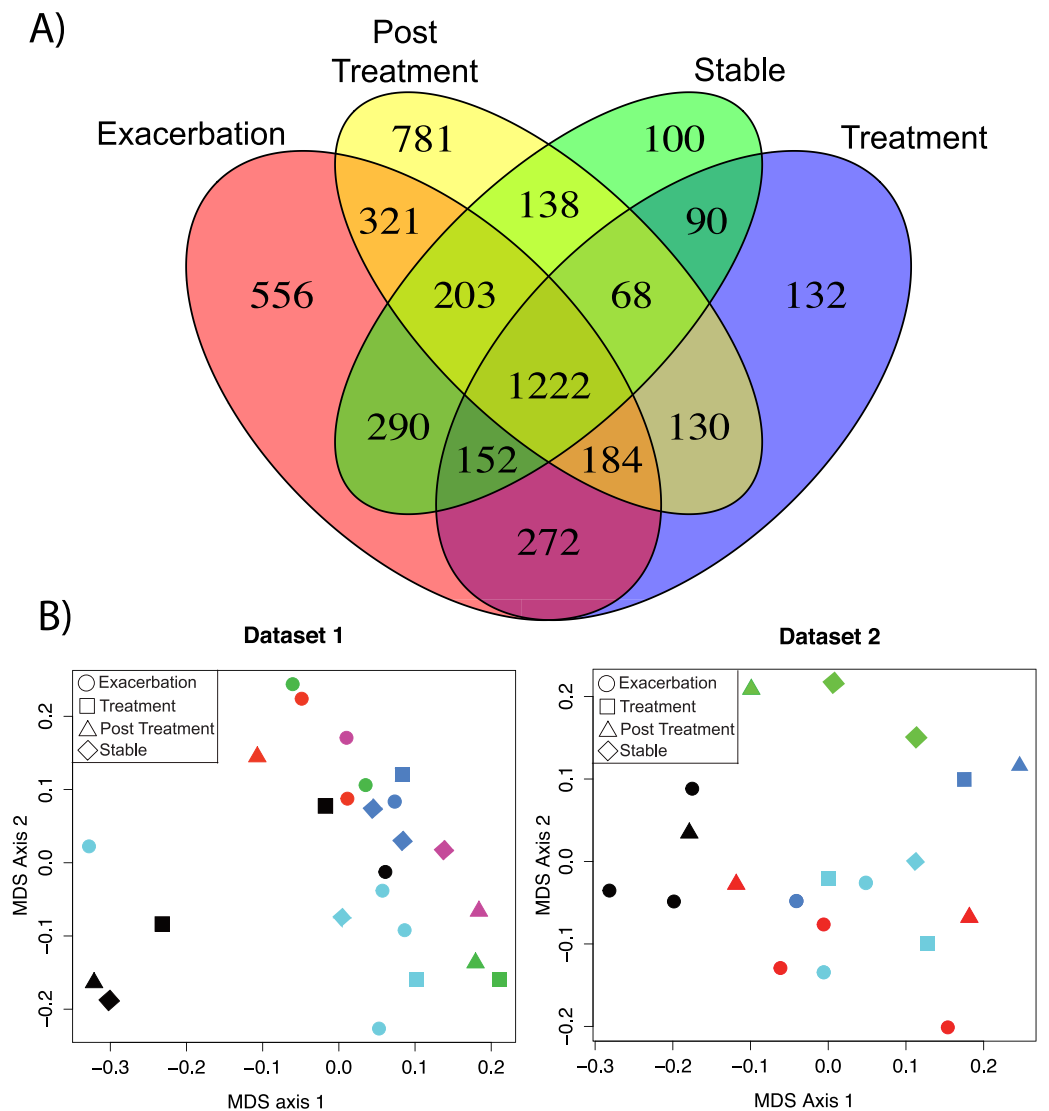 A)
Post
Treatment
Stable
Exacerbation
Treatment
781
100
321
138
90
556
203
68
132
1222
290
130
152
184
272
B)
Dataset 1
Dataset 2
Exacerbation
Treatment
Post Treatment
Stable
MDS Axis 2
0.2
0.1
0.0
−0.1
−0.2
−0.3
−0.2
−0.1
0.0
0.1
0.2
MDS axis 1
Exacerbation
Treatment
Post Treatment
Stable
MDS Axis 2
0.2
0.1
0.0
−0.1
−0.2
−0.3
−0.2
−0.1
0.0
0.1
0.2
MDS Axis 1